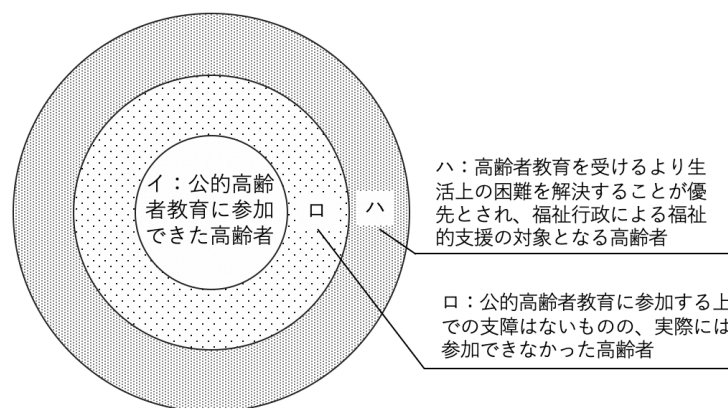 イ：公的高齢
者教育に参加
できた高齢者
ロ
ハ
ハ：高齢者教育を受けるより生
活上の困難を解決することが優
先とされ、福祉行政による福祉
的支援の対象となる高齢者
ロ：公的高齢者教育に参加する上
での支障はないものの、実際には
参加できなかった高齢者